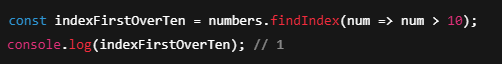 const indexFirstOverTen = numbers.findIndex(num => num > 10);
console.log(indexFirstOverTen); // 1